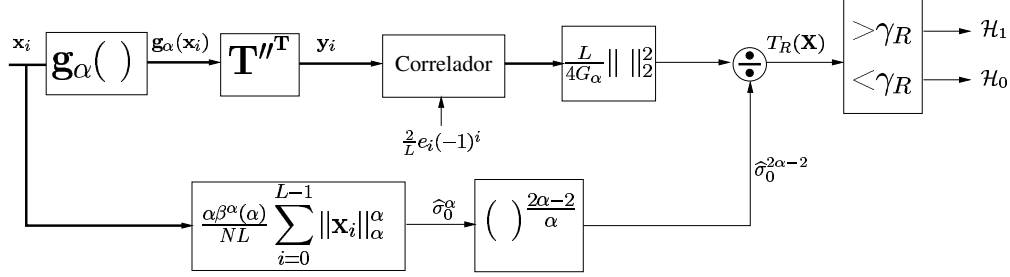 𝐱ᵢ
𝐠_α( )
𝐠_α(𝐱ᵢ)
𝐓″ᵀ
𝐲ᵢ
Correlador
2/L eᵢ(−1)ⁱ
L/4G_α || ||₂²
÷
T_R(𝐗)
>γ_R
<γ_R
ℋ₁
ℋ₀
αβ^α(α)/NL ∑_{i=0}^{L−1} ||𝐱ᵢ||_α^α
σ̂₀^α
( )^{2α−2/α}
σ̂₀^{2α−2}